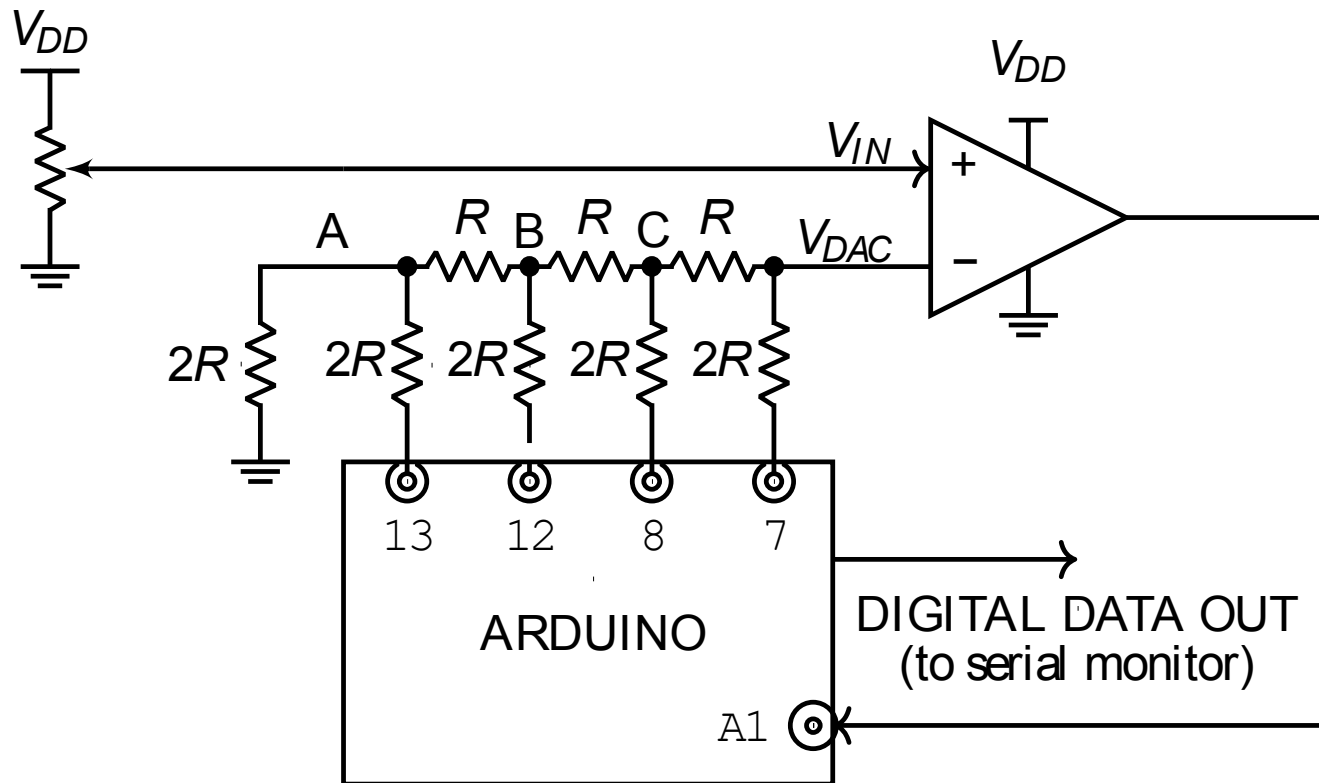 VDD
VDD
VIN
+
A
R
B
R
C
R
VDAC
−
2R
2R
2R
2R
2R
13
12
8
7
ARDUINO
DIGITAL DATA OUT
(to serial monitor)
A1